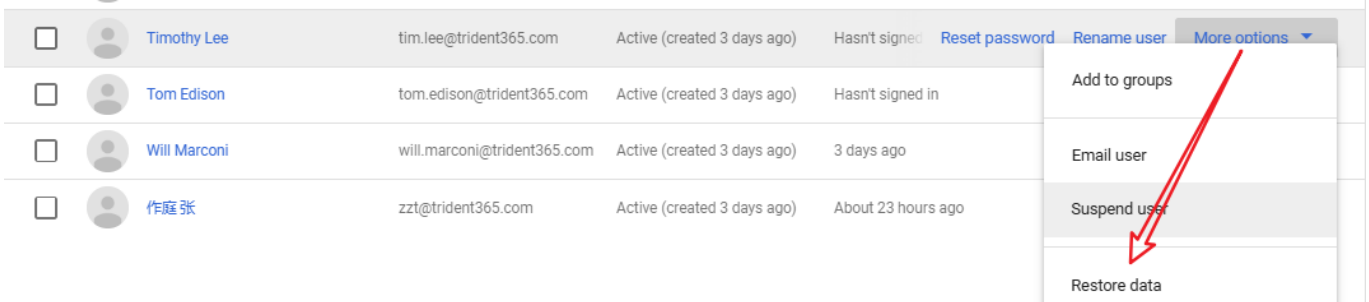 Timothy Lee tim.lee@trident365.com Active (created 3 days ago) Hasn't signed Reset password Rename user More options
Add to groups
Tom Edison tom.edison@trident365.com Active (created 3 days ago) Hasn't signed in
Will Marconi will.marconi@trident365.com Active (created 3 days ago) 3 days ago
Email user
作庭 张 zzt@trident365.com Active (created 3 days ago) About 23 hours ago
Suspend user
Restore data